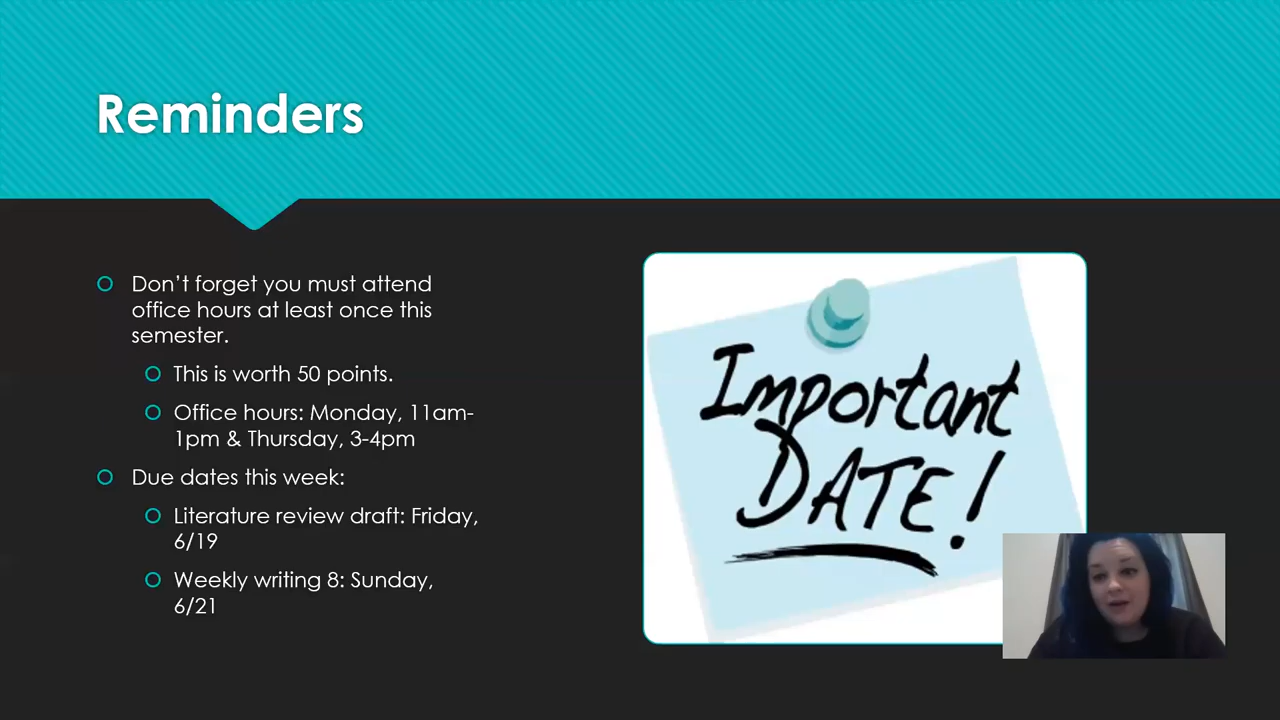 Reminders
Don't forget you must attend
office hours at least once this
semester.
This is worth 50 points.
Office hours: Monday, 11am-
1pm & Thursday, 3-4pm
Due dates this week:
Literature review draft: Friday,
6/19
Weekly writing 8: Sunday,
6/21
Important
DATE!